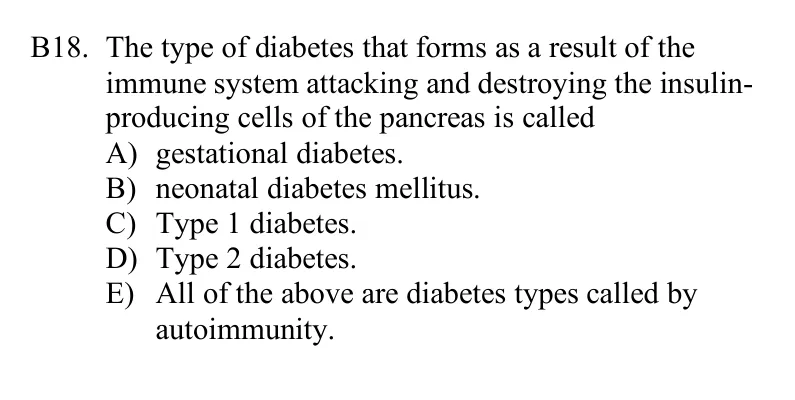 B18. The type of diabetes that forms as a result of the
immune system attacking and destroying the insulin-
producing cells of the pancreas is called
A) gestational diabetes.
B) neonatal diabetes mellitus.
C) Type 1 diabetes.
D) Type 2 diabetes.
E) All of the above are diabetes types called by
autoimmunity.